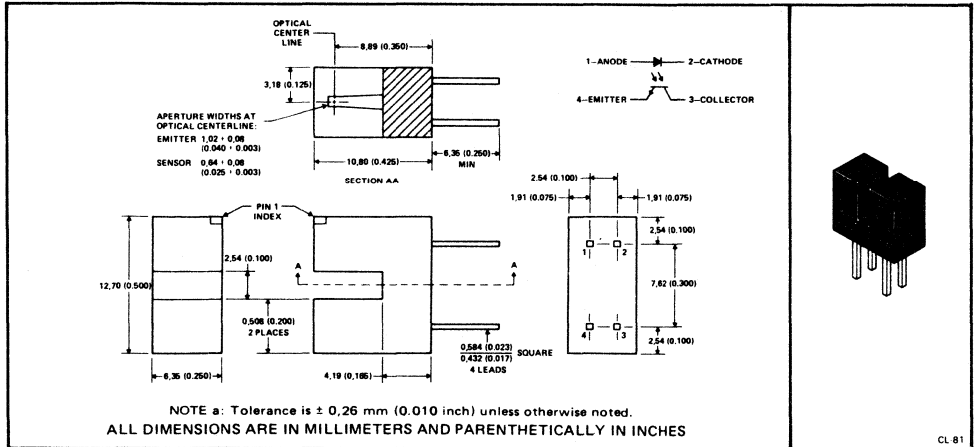 OPTICAL
CENTER
LINE
8,89 (0.350)
3,18 (0.125)
APERTURE WIDTHS AT
OPTICAL CENTERLINE:
EMITTER 1,02 + 0,08
(0.040 + 0.003)
SENSOR 0,64 + 0,08
(0.025 + 0.003)
10,80 (0.425)
6,35 (0.250)
MIN
SECTION AA
1–ANODE
2–CATHODE
4–EMITTER
3–COLLECTOR
PIN 1
INDEX
2,54 (0.100)
12,70 (0.500)
0,508 (0.200)
2 PLACES
6,35 (0.250)
A
A
4,19 (0,165)
0,584 (0.023)
0,432 (0.017)
SQUARE
4 LEADS
2.54 (0.100)
1,91 (0.075)
1,91 (0.075)
2,54 (0.100)
1
2
7,62 (0.300)
4
3
2,54 (0.100)
NOTE a: Tolerance is ± 0,26 mm (0.010 inch) unless otherwise noted.
ALL DIMENSIONS ARE IN MILLIMETERS AND PARENTHETICALLY IN INCHES
CL-81